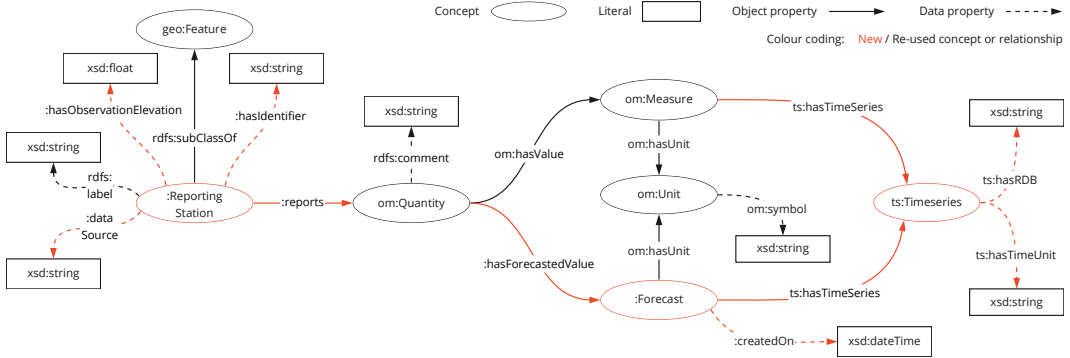 Concept
Literal
Object property
Data property
Colour coding: New / Re-used concept or relationship
geo:Feature
xsd:float
xsd:string
:hasObservationElevation
:hasIdentifier
rdfs:subClassOf
xsd:string
rdfs:
label
:Reporting
Station
:data
Source
xsd:string
:reports
xsd:string
rdfs:comment
om:Quantity
om:hasValue
:hasForecastedValue
om:Measure
om:hasUnit
om:Unit
om:symbol
xsd:string
om:hasUnit
:Forecast
:createdOn
xsd:dateTime
ts:hasTimeSeries
ts:hasTimeSeries
ts:Timeseries
xsd:string
ts:hasRDB
ts:hasTimeUnit
xsd:string